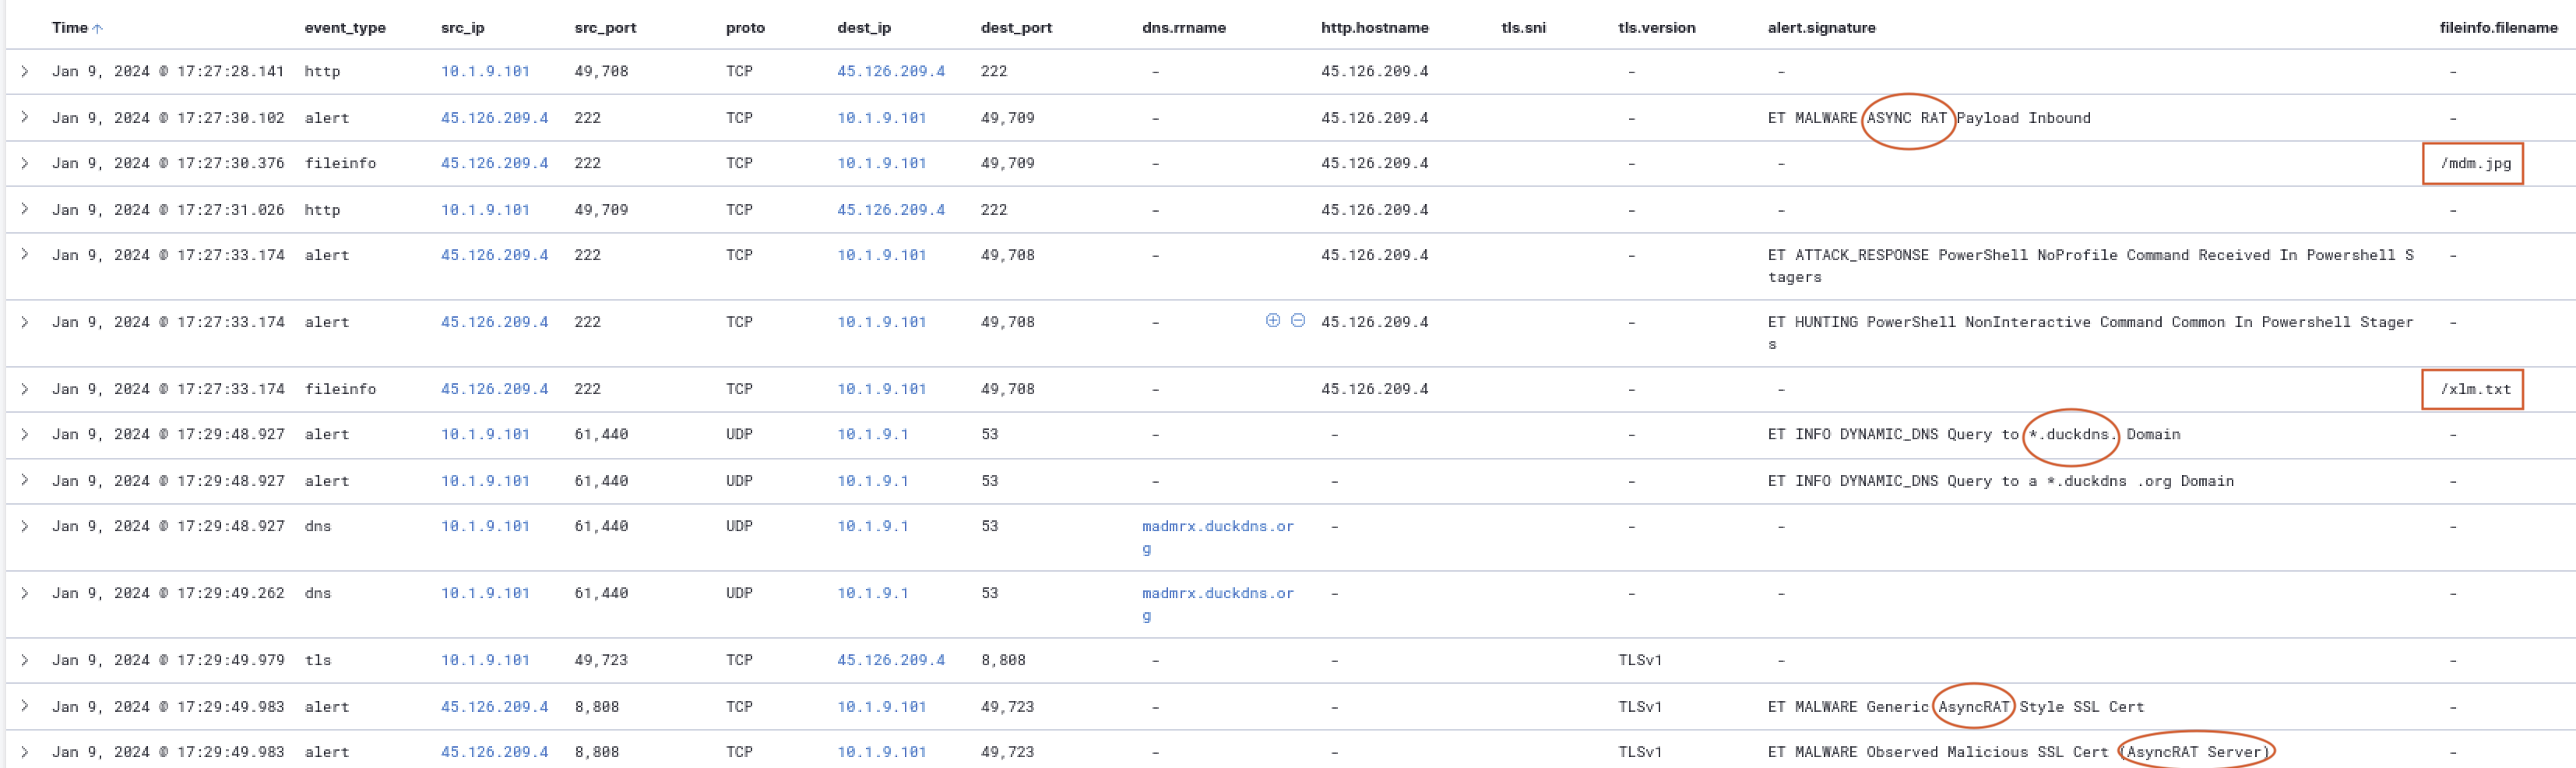 Time↑ event_type src_ip src_port proto dest_ip dest_port dns.rrname http.hostname tls.sni tls.version alert.signature fileinfo.filename
Jan 9, 2024 @ 17:27:28.141 http 10.1.9.101 49,708 TCP 45.126.209.4 222 - 45.126.209.4 - - -
Jan 9, 2024 @ 17:27:30.102 alert 45.126.209.4 222 TCP 10.1.9.101 49,709 - 45.126.209.4 - ET MALWARE ASYNC RAT Payload Inbound -
Jan 9, 2024 @ 17:27:30.376 fileinfo 45.126.209.4 222 TCP 10.1.9.101 49,709 - 45.126.209.4 - - /mdm.jpg
Jan 9, 2024 @ 17:27:31.026 http 10.1.9.101 49,709 TCP 45.126.209.4 222 - 45.126.209.4 - - -
Jan 9, 2024 @ 17:27:33.174 alert 45.126.209.4 222 TCP 10.1.9.101 49,708 - 45.126.209.4 - ET ATTACK_RESPONSE PowerShell NoProfile Command Received In Powershell S -
tagers
Jan 9, 2024 @ 17:27:33.174 alert 45.126.209.4 222 TCP 10.1.9.101 49,708 - 45.126.209.4 - ET HUNTING PowerShell NonInteractive Command Common In Powershell Stager -
s
Jan 9, 2024 @ 17:27:33.174 fileinfo 45.126.209.4 222 TCP 10.1.9.101 49,708 - 45.126.209.4 - - /xlm.txt
Jan 9, 2024 @ 17:29:48.927 alert 10.1.9.101 61,440 UDP 10.1.9.1 53 - - - ET INFO DYNAMIC_DNS Query to *.duckdns. Domain -
Jan 9, 2024 @ 17:29:48.927 alert 10.1.9.101 61,440 UDP 10.1.9.1 53 - - - ET INFO DYNAMIC_DNS Query to a *.duckdns .org Domain -
Jan 9, 2024 @ 17:29:48.927 dns 10.1.9.101 61,440 UDP 10.1.9.1 53 madmrx.duckdns.or - - - -
g
Jan 9, 2024 @ 17:29:49.262 dns 10.1.9.101 61,440 UDP 10.1.9.1 53 madmrx.duckdns.or - - - -
g
Jan 9, 2024 @ 17:29:49.979 tls 10.1.9.101 49,723 TCP 45.126.209.4 8,808 - - TLSv1 - -
Jan 9, 2024 @ 17:29:49.983 alert 45.126.209.4 8,808 TCP 10.1.9.101 49,723 - - TLSv1 ET MALWARE Generic AsyncRAT Style SSL Cert -
Jan 9, 2024 @ 17:29:49.983 alert 45.126.209.4 8,808 TCP 10.1.9.101 49,723 - - TLSv1 ET MALWARE Observed Malicious SSL Cert (AsyncRAT Server) -